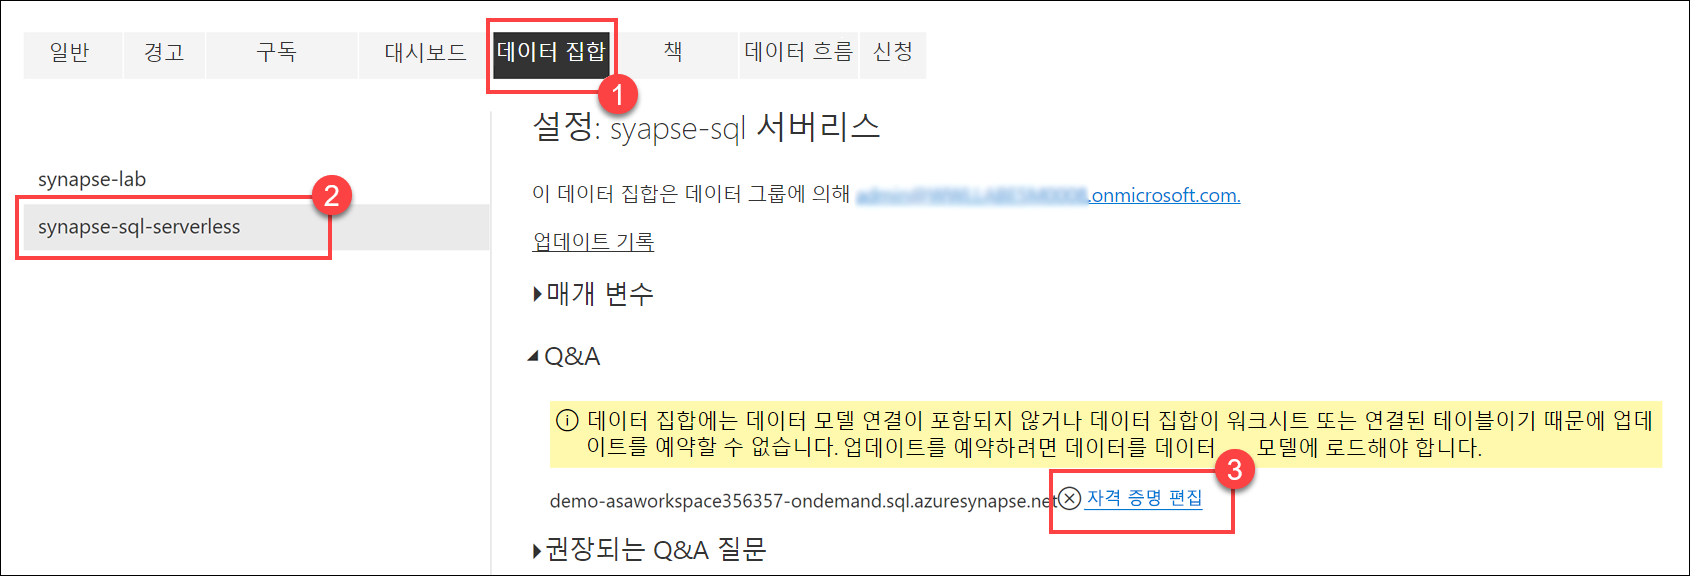 일반 경고 구독 대시보드 데이터 집합 책 데이터 흐름 신청
1
설정: syapse-sql 서버리스
synapse-lab
2
이 데이터 집합은 데이터 그룹에 의해 .onmicrosoft.com.
synapse-sql-serverless
업데이트 기록
매개 변수
Q&A
데이터 집합에는 데이터 모델 연결이 포함되지 않거나 데이터 집합이 워크시트 또는 연결된 테이블이기 때문에 업데
이트를 예약할 수 없습니다. 업데이트를 예약하려면 데이터를 데이터 모델에 로드해야 합니다.
3
demo-asaworkspace356357-ondemand.sql.azuresynapse.net 자격 증명 편집
권장되는 Q&A 질문